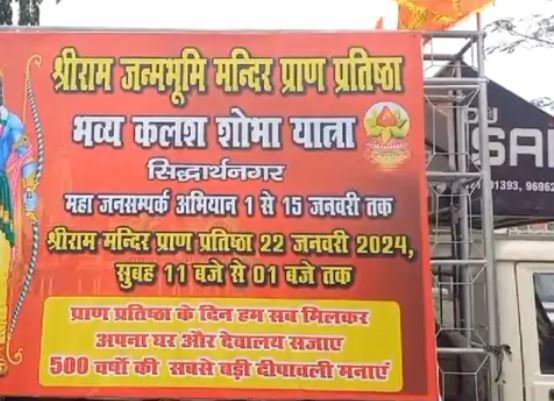 श्रीराम जन्मभूमि मन्दिर प्राण प्रतिष्ठा
भव्य कलश शोभा यात्रा
सिद्धार्थनगर
महा जनसम्पर्क अभियान 1 से 15 जनवरी तक
श्रीराम मन्दिर प्राण प्रतिष्ठा 22 जनवरी 2024,
सुबह 11 बजे से 01 बजे तक
प्राण प्रतिष्ठा के दिन हम सब मिलकर
अपना घर और देवालय सजाए
500 वर्षो की सबसे बड़ी दीपावली मनाएं